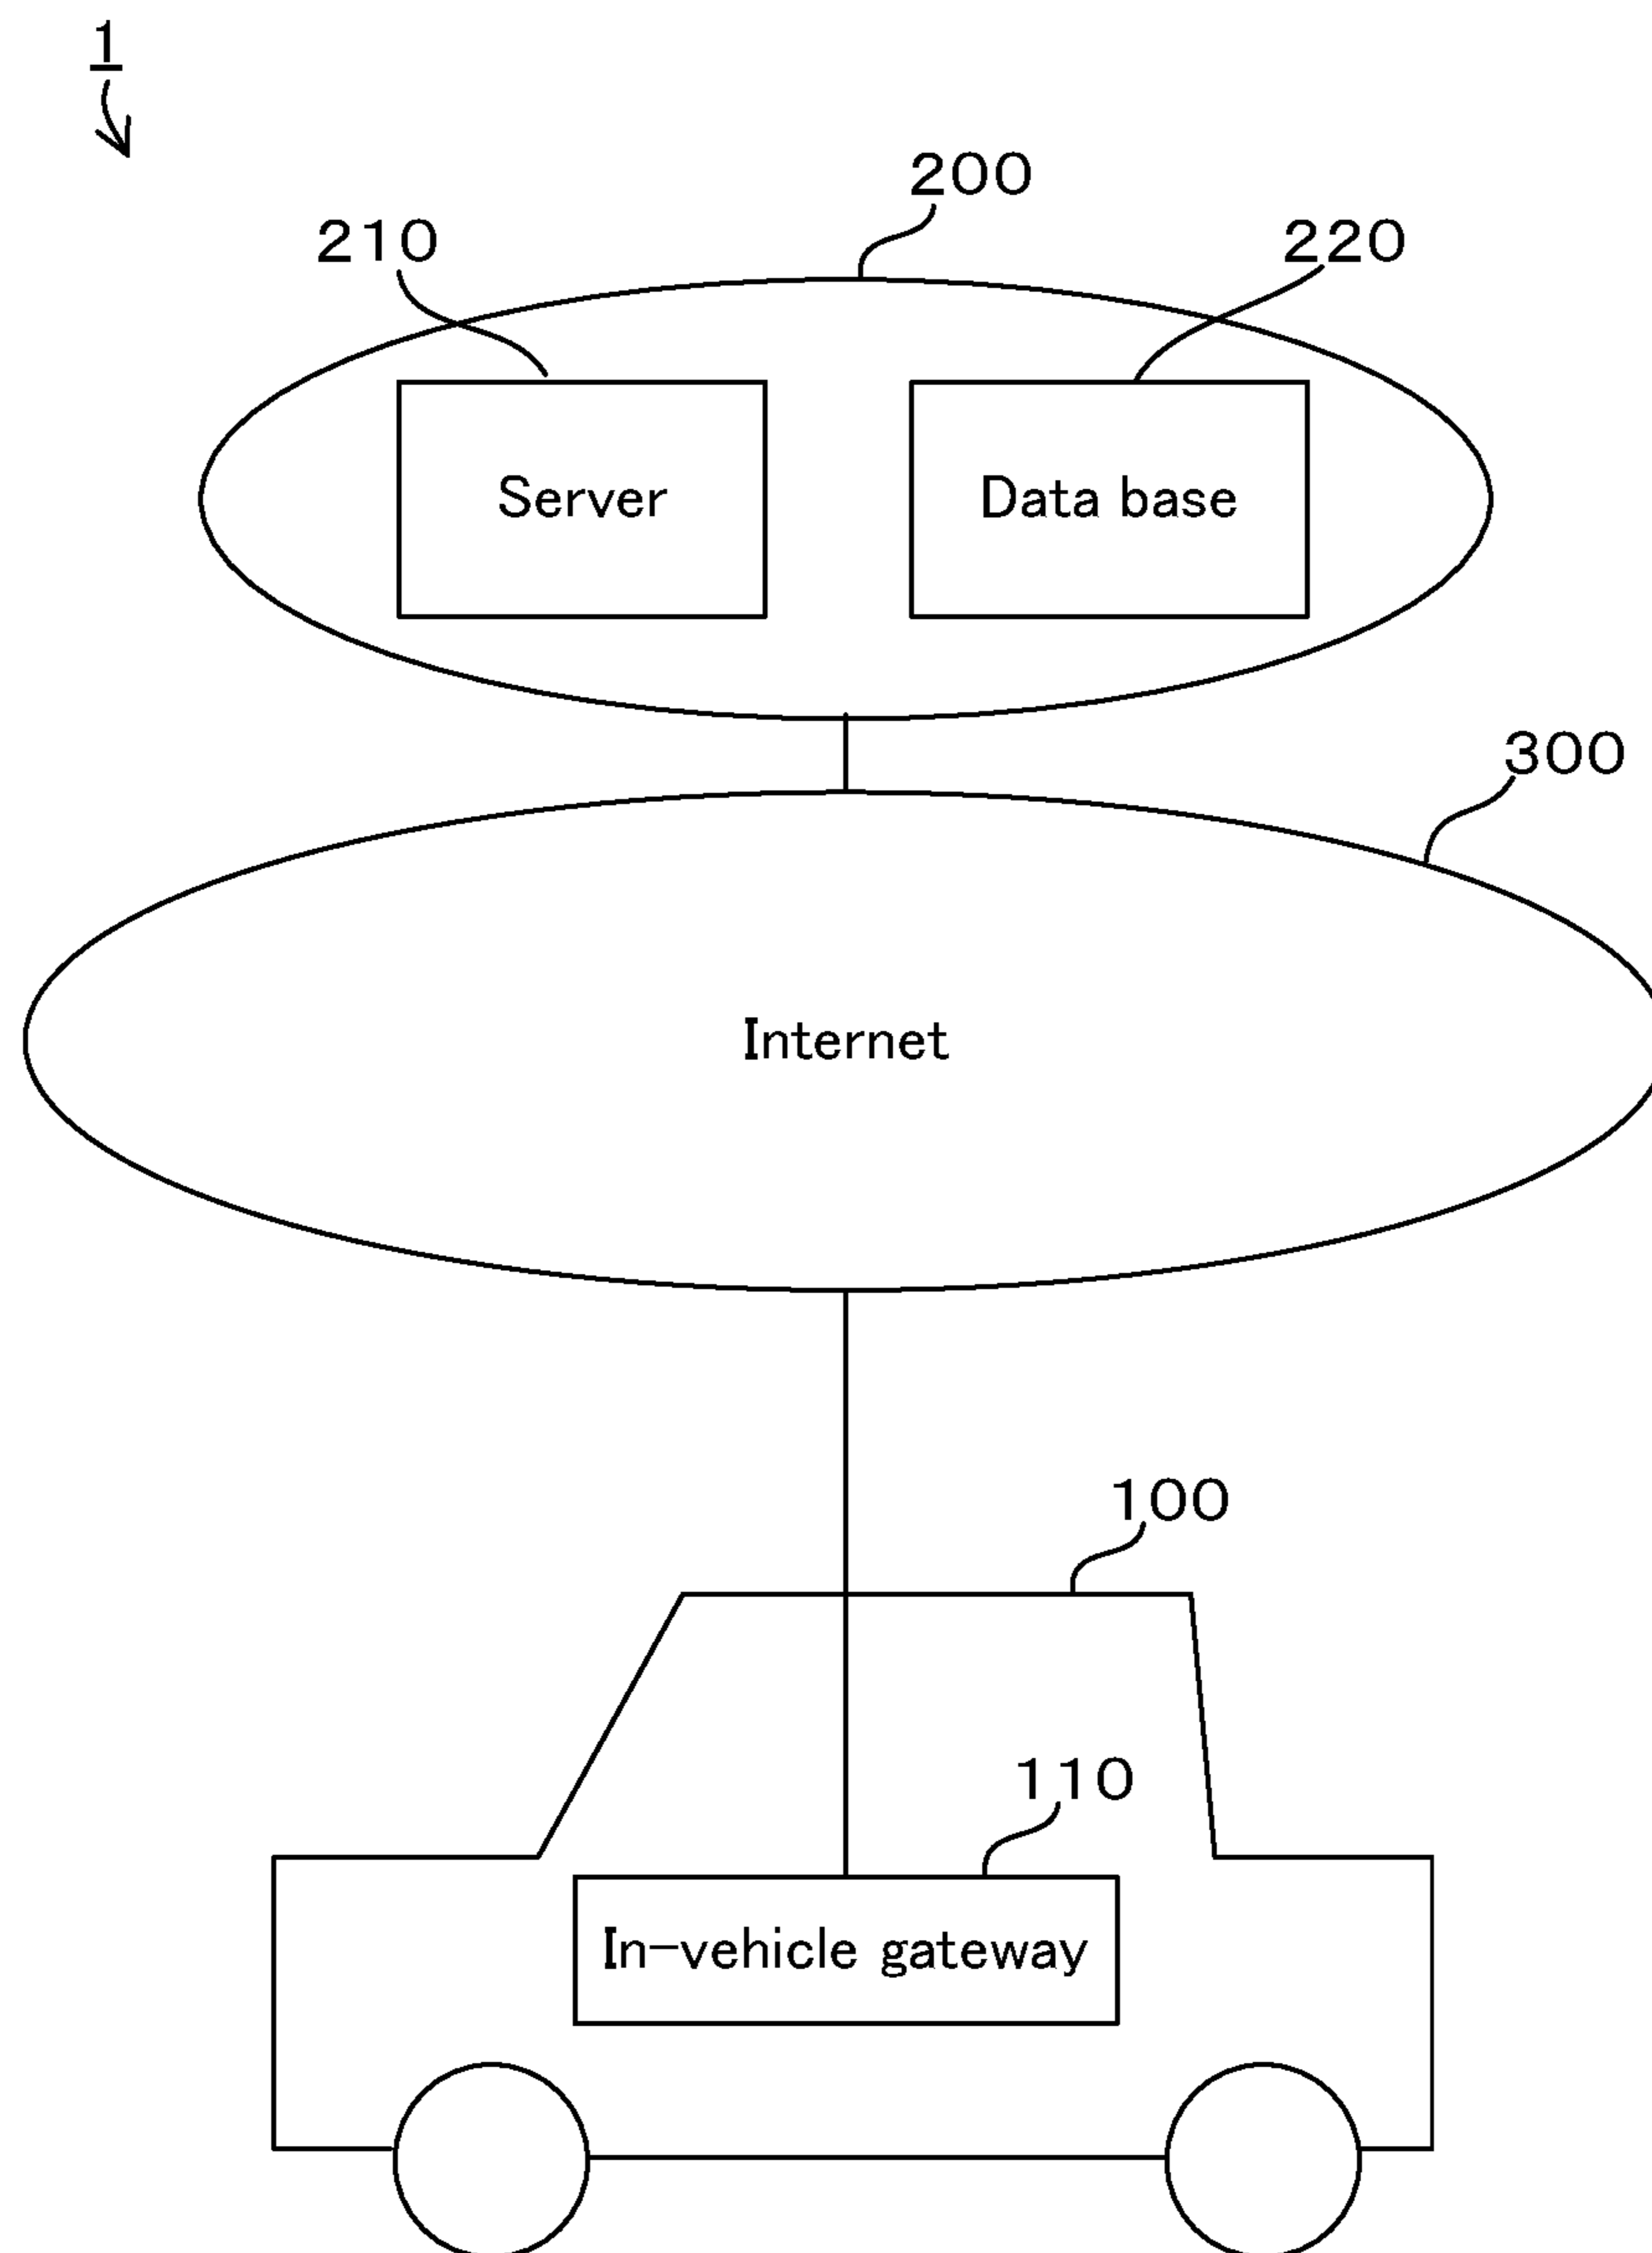 1
200
210
220
Server
Data base
300
Internet
100
110
In-vehicle gateway